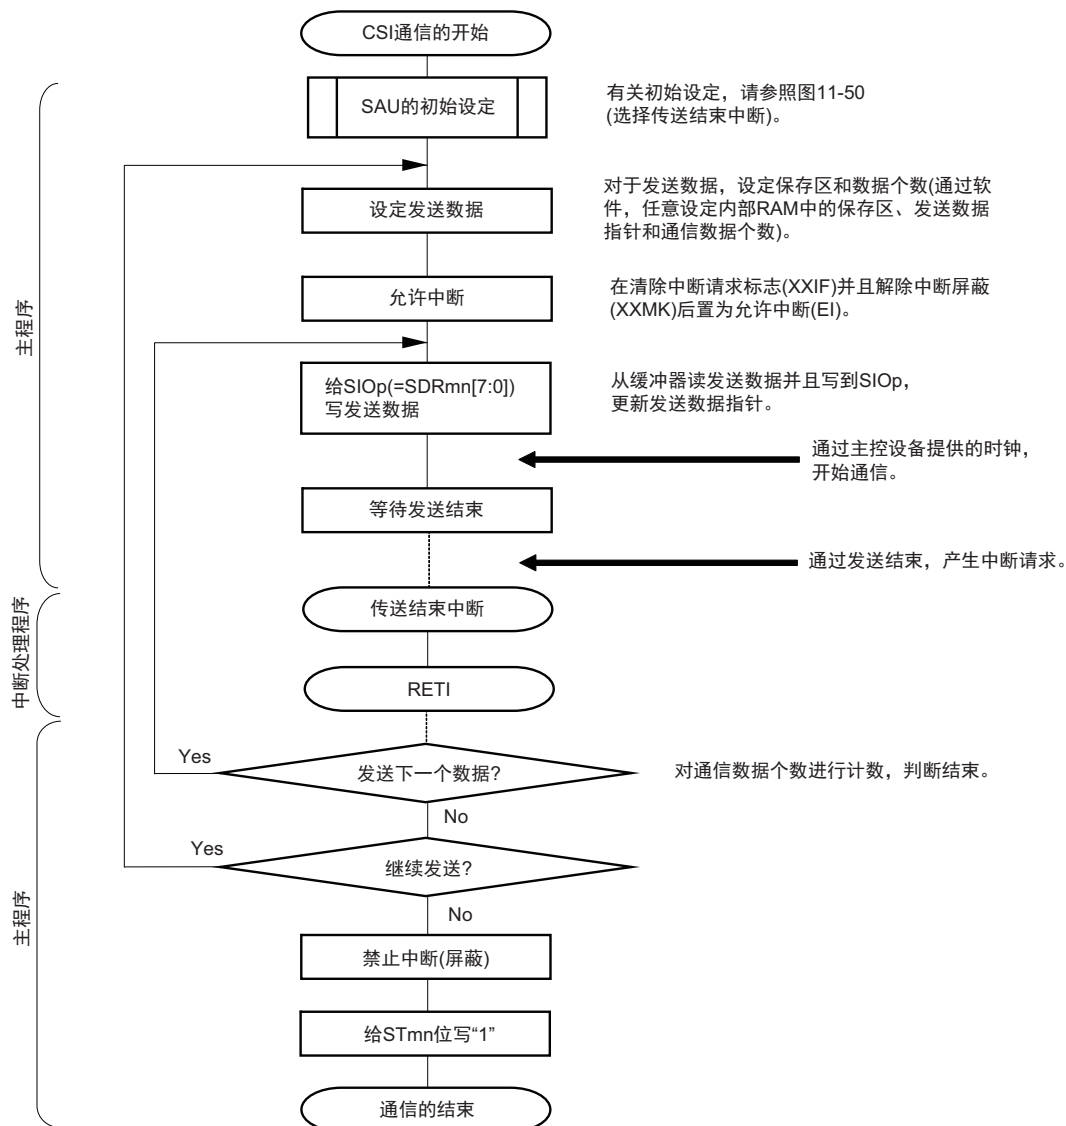 CSI通信的开始
SAU的初始设定
有关初始设定，请参照图11-50
(选择传送结束中断)。
设定发送数据
对于发送数据，设定保存区和数据个数(通过软
件，任意设定内部RAM中的保存区、发送数据
指针和通信数据个数)。
主程序
允许中断
在清除中断请求标志(XXIF)并且解除中断屏蔽
(XXMK)后置为允许中断(EI)。
给SIOp(=SDRmn[7:0])
写发送数据
从缓冲器读发送数据并且写到SIOp，
更新发送数据指针。
通过主控设备提供的时钟，
开始通信。
等待发送结束
通过发送结束，产生中断请求。
中断处理程序
传送结束中断
RETI
主程序
Yes
发送下一个数据?
对通信数据个数进行计数，判断结束。
No
Yes
继续发送?
No
禁止中断(屏蔽)
给STmn位写“1”
通信的结束